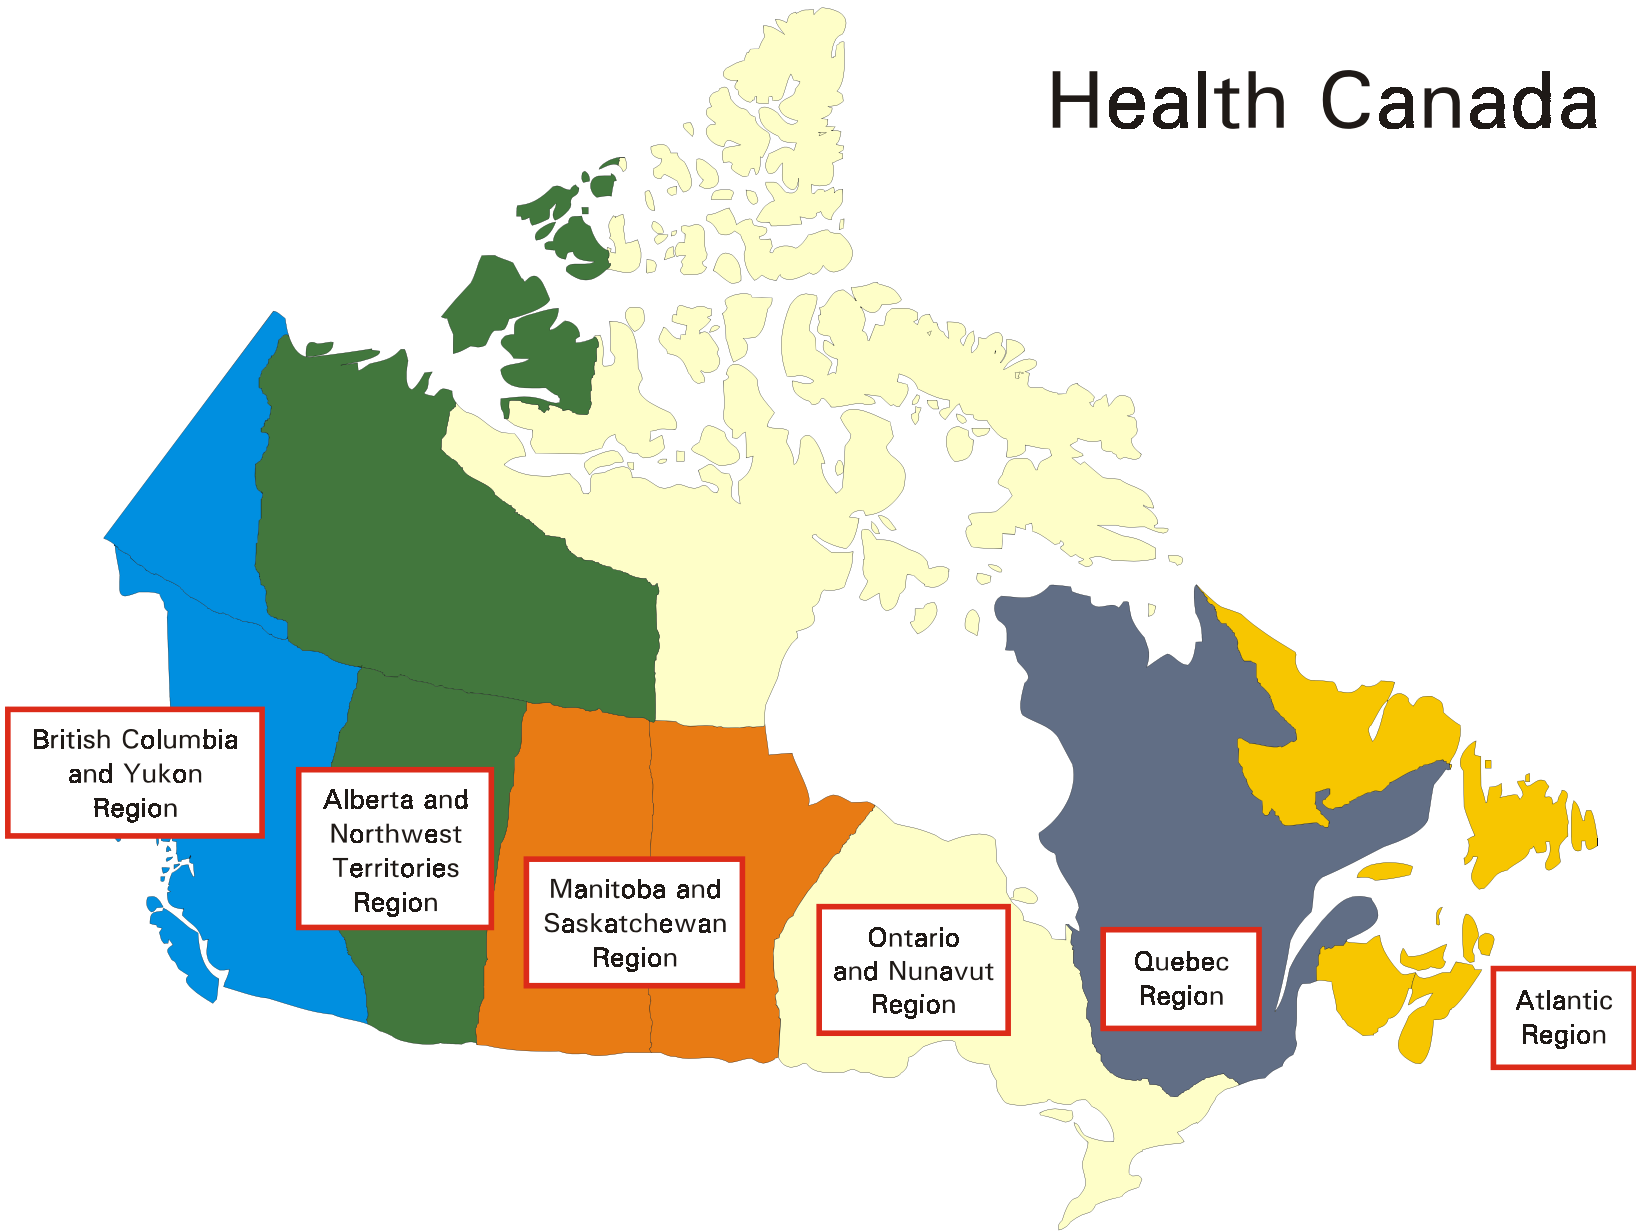 Health Canada
British Columbia
and Yukon
Region
Alberta and
Northwest
Territories
Region
Manitoba and
Saskatchewan
Region
Ontario
and Nunavut
Region
Quebec
Region
Atlantic
Region